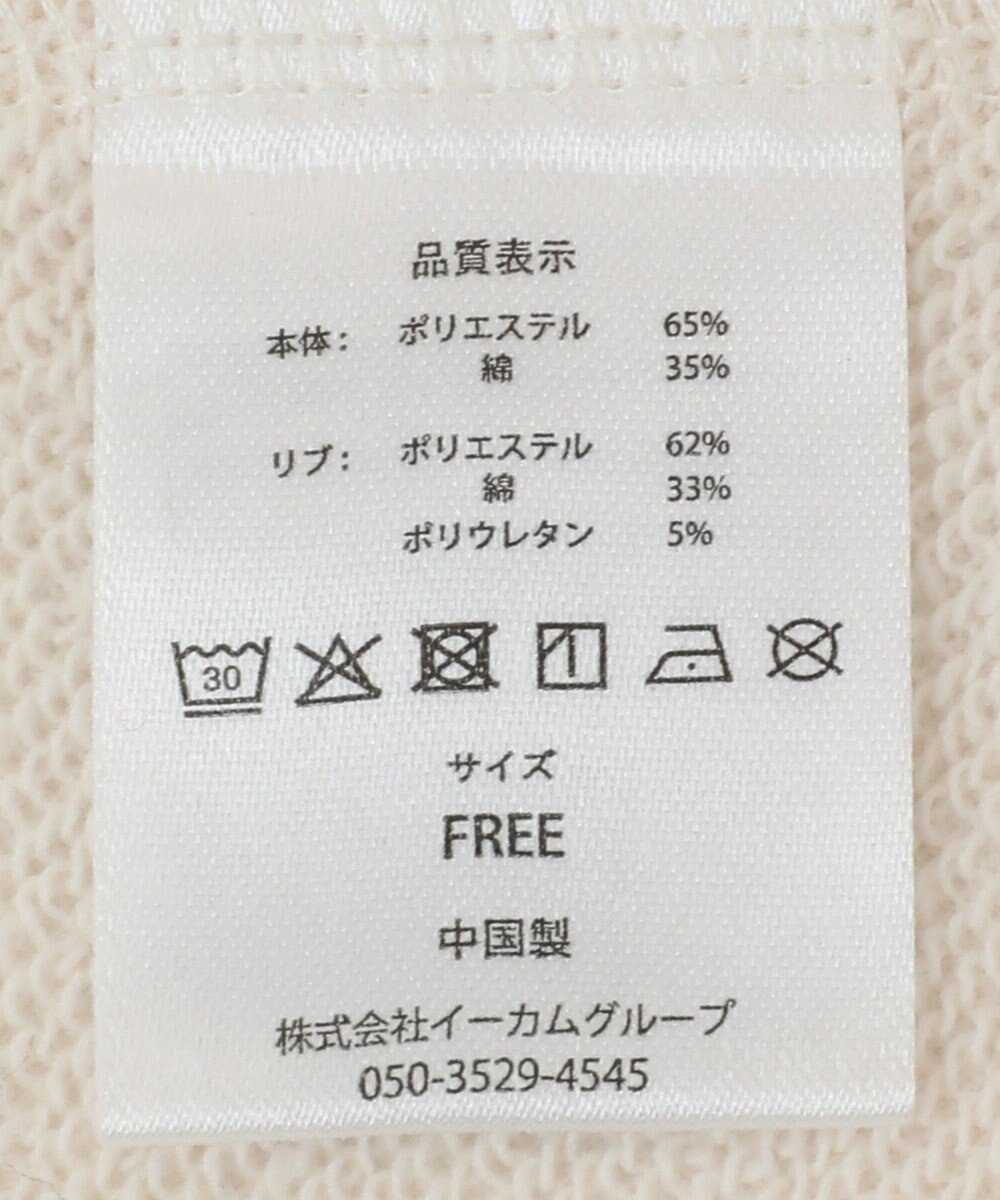 品質表示
本体： ポリエステル 65%
綿 35%
リブ： ポリエステル 62%
綿 33%
ポリウレタン 5%
30
サイズ
FREE
中国製
株式会社イーカムグループ
050-3529-4545